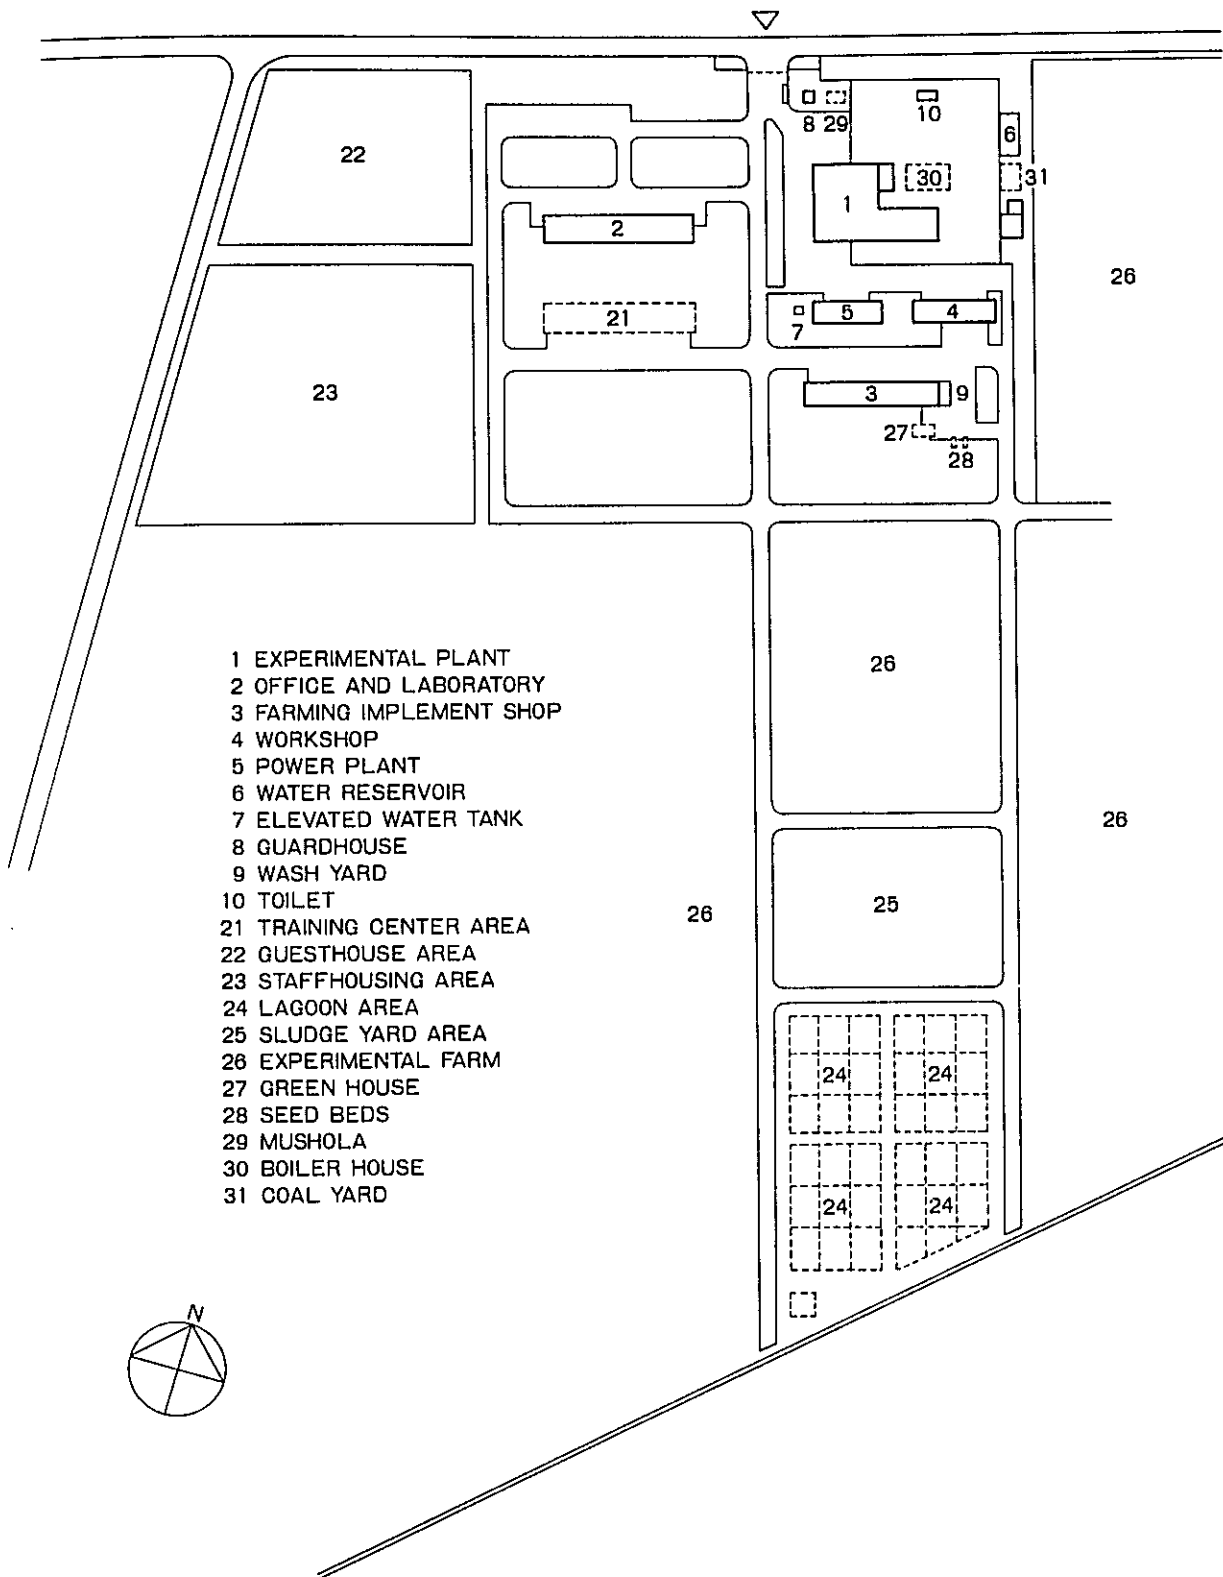 8 29
10
6
22
30
31
1
2
26
21
5
4
7
23
3
9
27
28
1 EXPERIMENTAL PLANT
2 OFFICE AND LABORATORY
3 FARMING IMPLEMENT SHOP
4 WORKSHOP
5 POWER PLANT
6 WATER RESERVOIR
7 ELEVATED WATER TANK
8 GUARDHOUSE
9 WASH YARD
10 TOILET
21 TRAINING CENTER AREA
22 GUESTHOUSE AREA
23 STAFFHOUSING AREA
24 LAGOON AREA
25 SLUDGE YARD AREA
26 EXPERIMENTAL FARM
27 GREEN HOUSE
28 SEED BEDS
29 MUSHOLA
30 BOILER HOUSE
31 COAL YARD
26
26
26
25
24 24
24 24
N